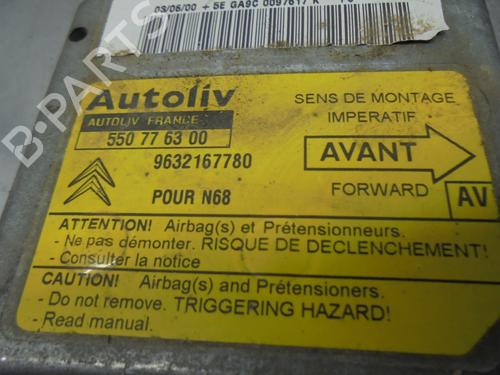 03/06/00 + 5E GA9C 0097617 K
Autoliv
AUTOLIV FRANCE
550 77 63 00
9632167780
POUR N68
SENS DE MONTAGE
IMPERATIF
AVANT
FORWARD
AV
ATTENTION! Airbag(s) et Prétensionneurs.
- Ne pas démonter. RISQUE DE DECLENCHEMENT!
- Consulter la notice
CAUTION! Airbag(s) and Pretensioners.
- Do not remove. TRIGGERING HAZARD!
- Read manual.
B-PARTS